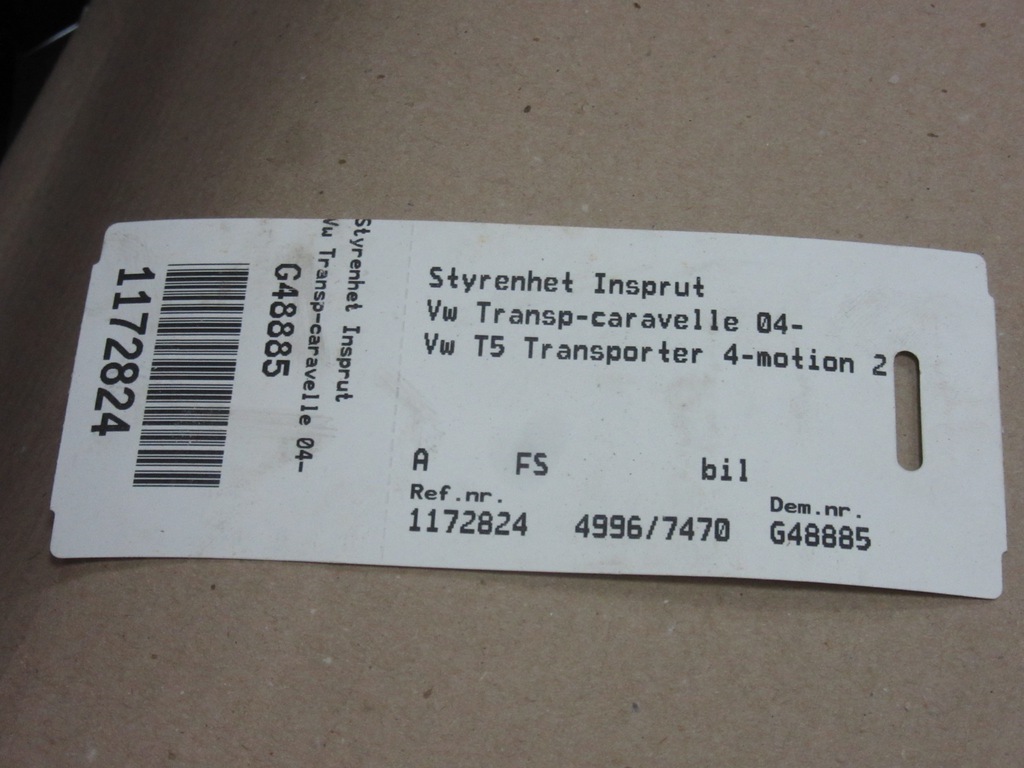 Styrenhet Insprut
Vw Transp-caravelle 04-
Vw T5 Transporter 4-motion 2
A FS bil
Ref.nr. Dem.nr.
1172824 4996/7470 G48885
Styrenhet Insprut
Vw Transp-caravelle 04-
G48885
1172824